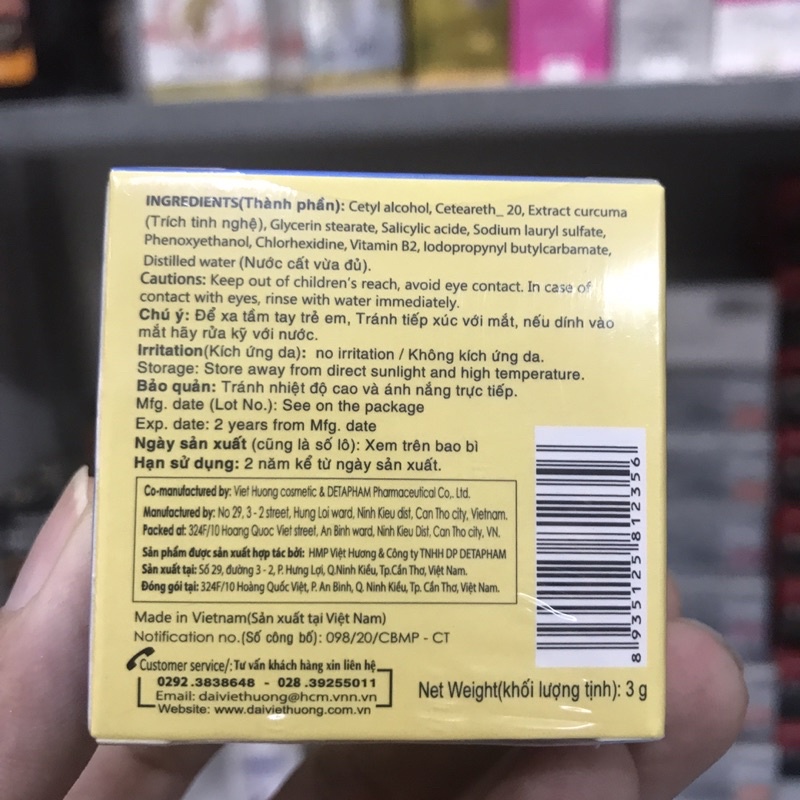 INGREDIENTS(Thành phần): Cetyl alcohol, Ceteareth_ 20, Extract curcuma
(Trích tinh nghệ), Glycerin stearate, Salicylic acide, Sodium lauryl sulfate,
Phenoxyethanol, Chlorhexidine, Vitamin B2, Iodopropynyl butylcarbamate,
Distilled water (Nước cất vừa đủ).
Cautions: Keep out of children's reach, avoid eye contact. In case of
contact with eyes, rinse with water immediately.
Chú ý: Để xa tầm tay trẻ em, Tránh tiếp xúc với mắt, nếu dính vào
mắt hãy rửa kỹ với nước.
Irritation(Kích ứng da): no irritation / Không kích ứng da.
Storage: Store away from direct sunlight and high temperature.
Bảo quản: Tránh nhiệt độ cao và ánh nắng trực tiếp.
Mfg. date (Lot No.): See on the package
Exp. date: 2 years from Mfg. date
Ngày sản xuất (cũng là số lô): Xem trên bao bì
Hạn sử dụng: 2 năm kể từ ngày sản xuất.
Co-manufactured by: Viet Huong cosmetic & DETAPHAM Pharmaceutical Co,. Ltd.
Manufactured by: No 29, 3 - 2 street, Hung Loi ward, Ninh Kieu Dist, Can Tho city, Vietnam.
Packed at: 324F/10 Hoang Quoc Viet street, An Binh ward, Ninh Kieu Dist, Can Tho city, VN.
Sản phẩm được sản xuất hợp tác bởi: HMP Việt Hương & Công ty TNHH DP DETAPHAM
Sản xuất tại: Số 29, đường 3 - 2, P. Hưng Lợi, Q.Ninh Kiều, Tp.Cần Thơ, Việt Nam.
Đóng gói tại: 324F/10 Hoàng Quốc Việt, P. An Bình, Q. Ninh Kiều, Tp. Cần Thơ, Việt Nam.
Made in Vietnam(Sản xuất tại Việt Nam)
Notification no.(Số công bố): 098/20/CBMP - CT
Customer service/:Tư vấn khách hàng xin liên hệ
0292.3838648 - 028.39255011
Email: daiviethuong@hcm.vnn.vn
Website: www.daiviethuong.com.vn
Net Weight(khối lượng tịnh): 3 g
8 935125 812356